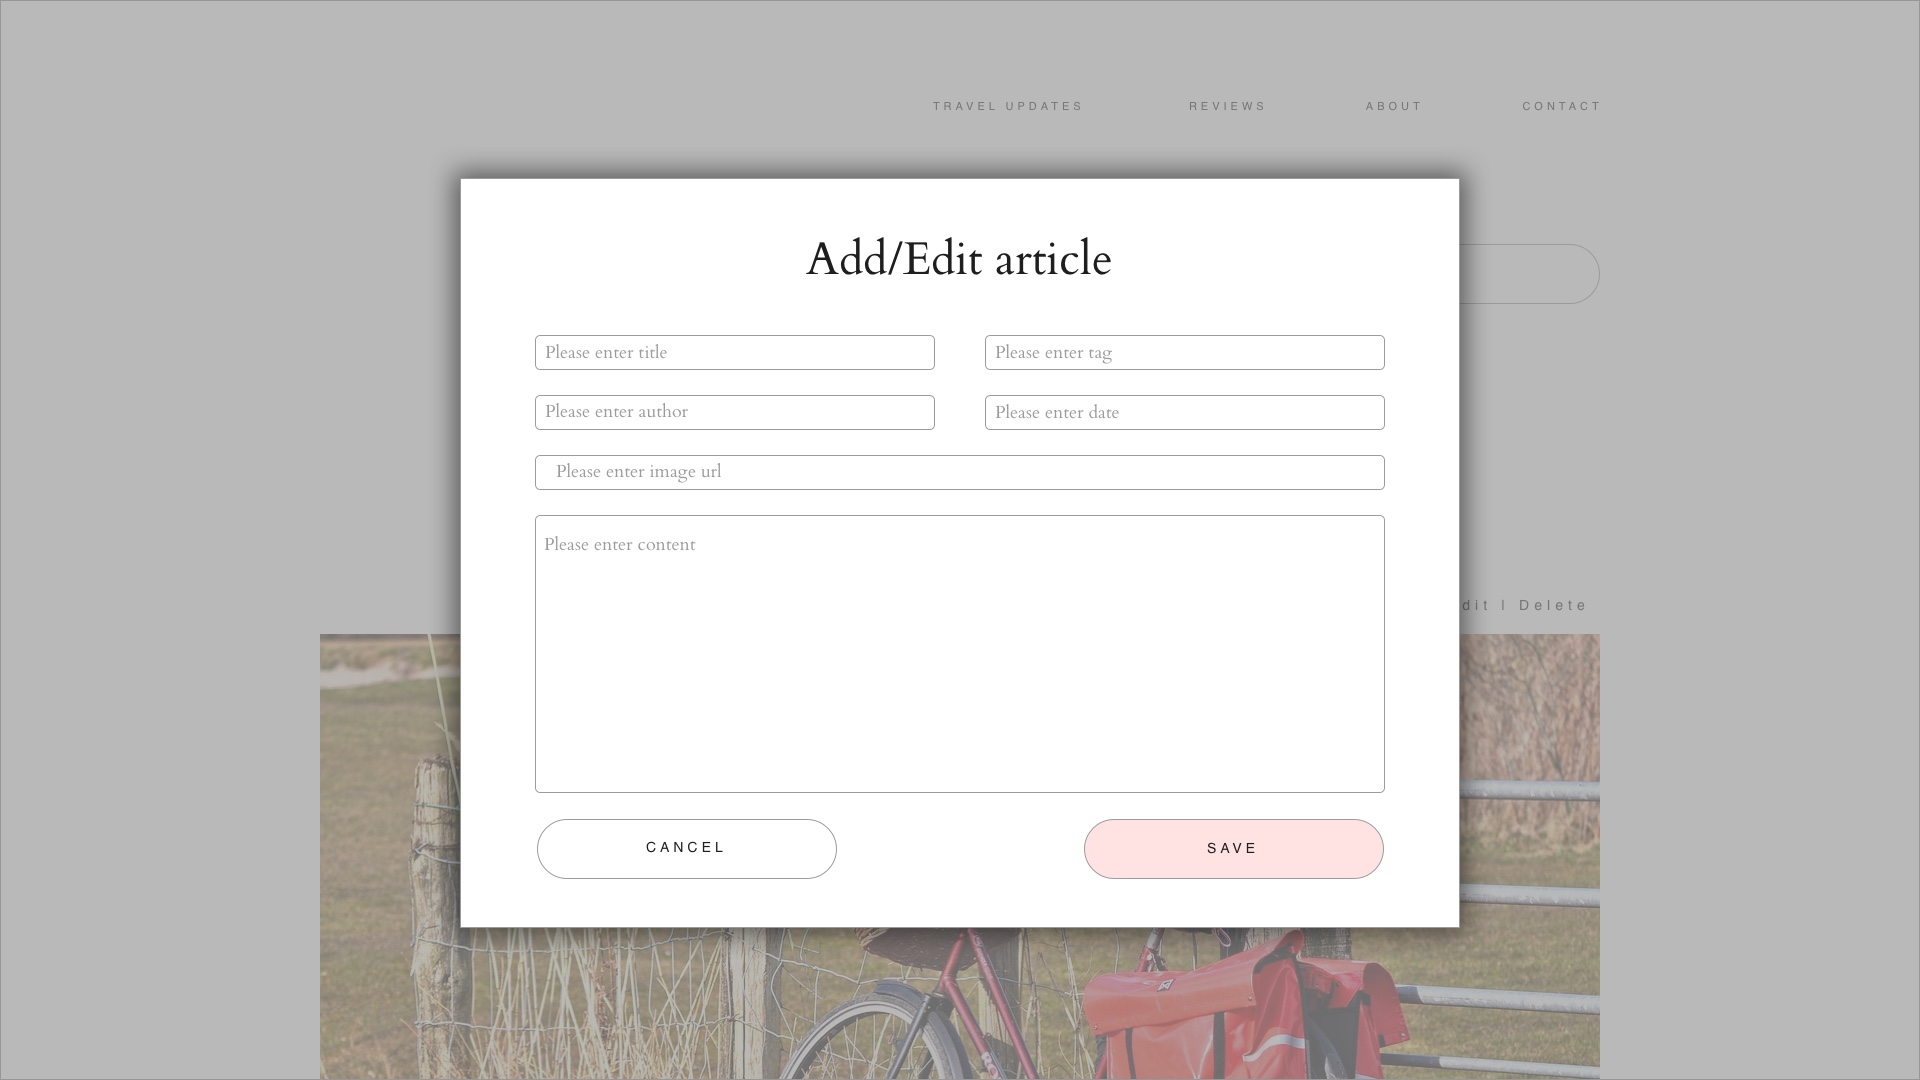 TRAVEL UPDATES REVIEWS ABOUT CONTACT
Add/Edit article
Please enter title
Please enter tag
Please enter author
Please enter date
Please enter image url
Please enter content
dit | Delete
CANCEL
SAVE